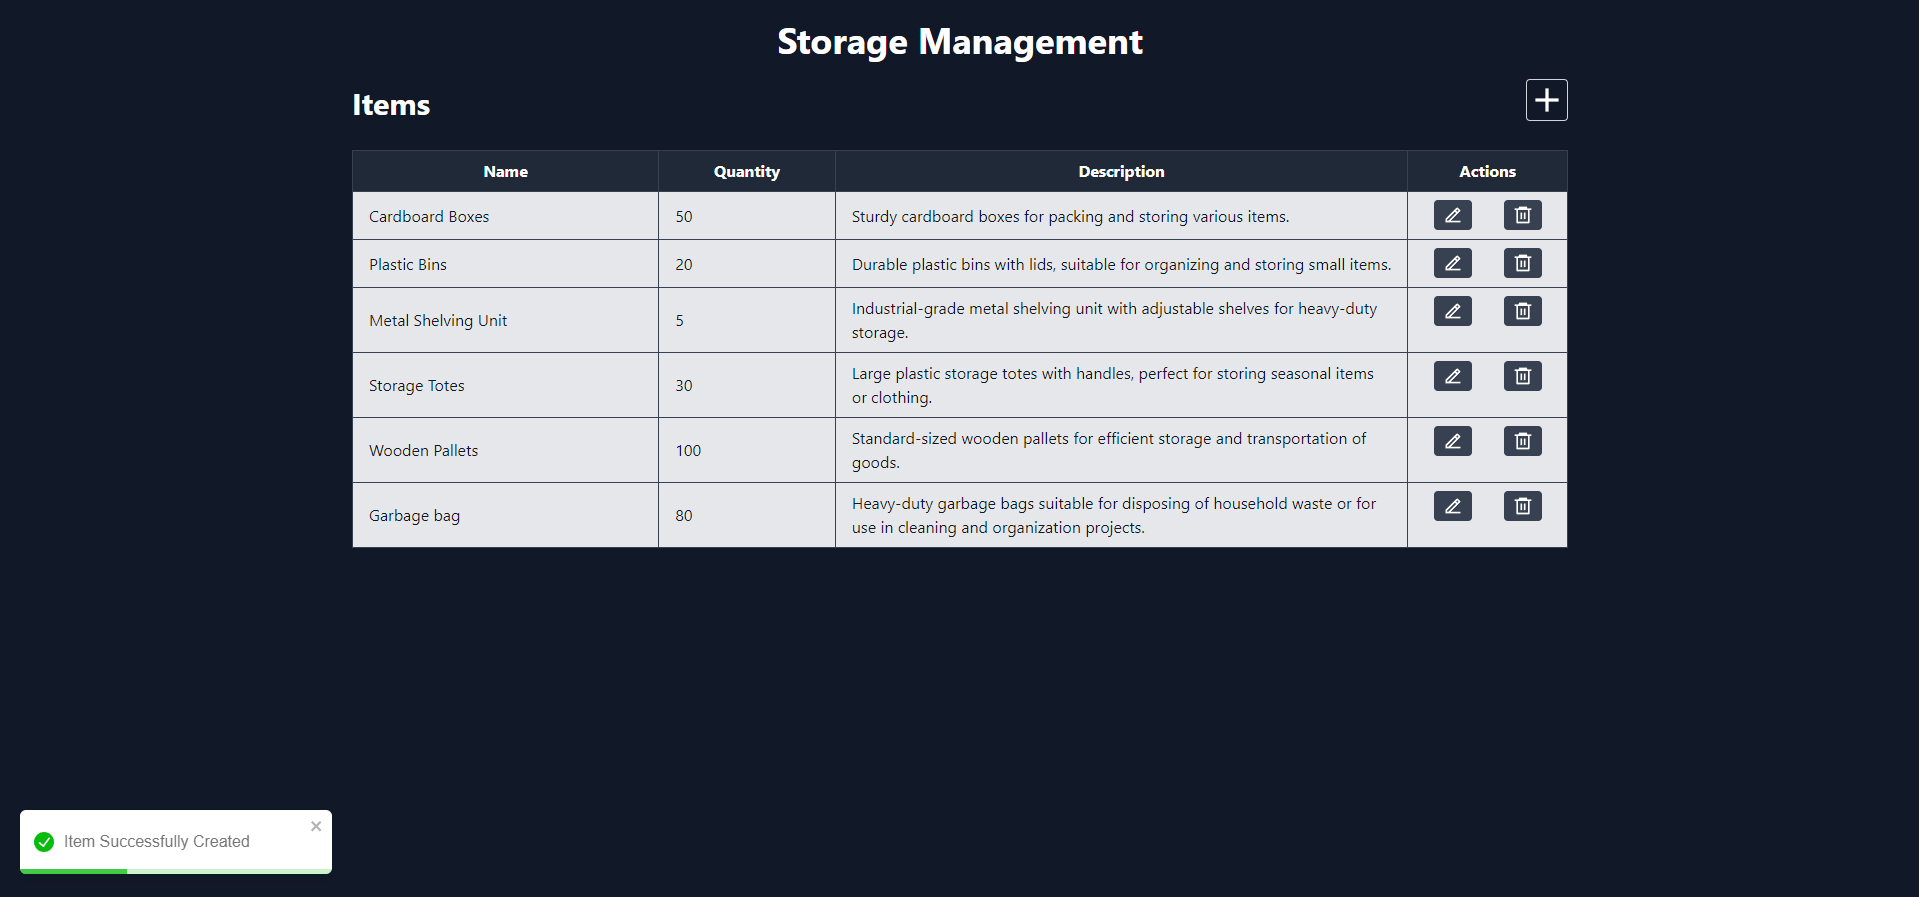 Storage Management
Items
Name Quantity Description Actions
Cardboard Boxes 50 Sturdy cardboard boxes for packing and storing various items.
Plastic Bins 20 Durable plastic bins with lids, suitable for organizing and storing small items.
Metal Shelving Unit 5 Industrial-grade metal shelving unit with adjustable shelves for heavy-duty
storage.
Storage Totes 30 Large plastic storage totes with handles, perfect for storing seasonal items
or clothing.
Wooden Pallets 100 Standard-sized wooden pallets for efficient storage and transportation of
goods.
Garbage bag 80 Heavy-duty garbage bags suitable for disposing of household waste or for
use in cleaning and organization projects.
Item Successfully Created